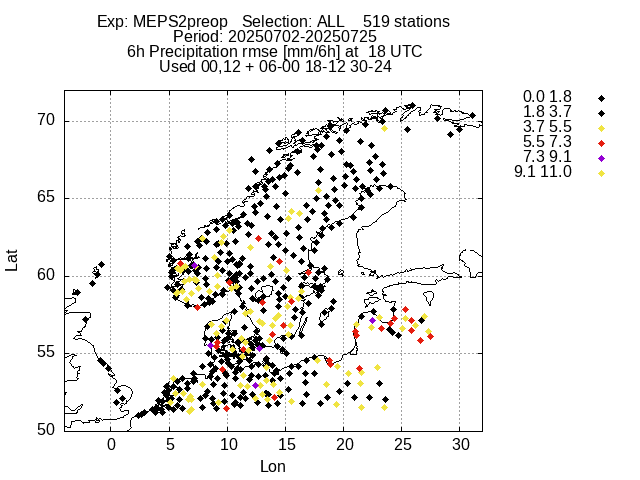 Exp: MEPS2preop   Selection: ALL    519 stations
Period: 20250702-20250725
6h Precipitation rmse [mm/6h] at  18 UTC
Used 00,12 + 06-00 18-12 30-24
0.0 1.8
1.8 3.7
3.7 5.5
5.5 7.3
7.3 9.1
9.1 11.0
70
65
60
55
50
Lat
0 5 10 15 20 25 30
Lon